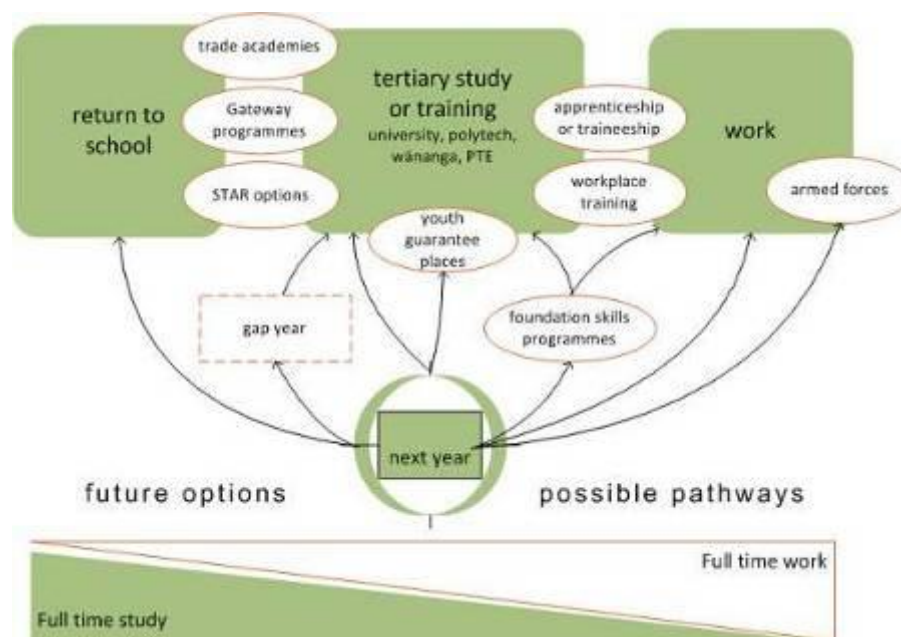 trade academies
return to
school
Gateway
programmes
STAR options
tertiary study
or training
university, polytech,
wānanga, PTE
youth
guarantee
places
apprenticeship
or traineeship
workplace
training
work
armed forces
gap year
foundation skills
programmes
next year
future options
possible pathways
Full time work
Full time study